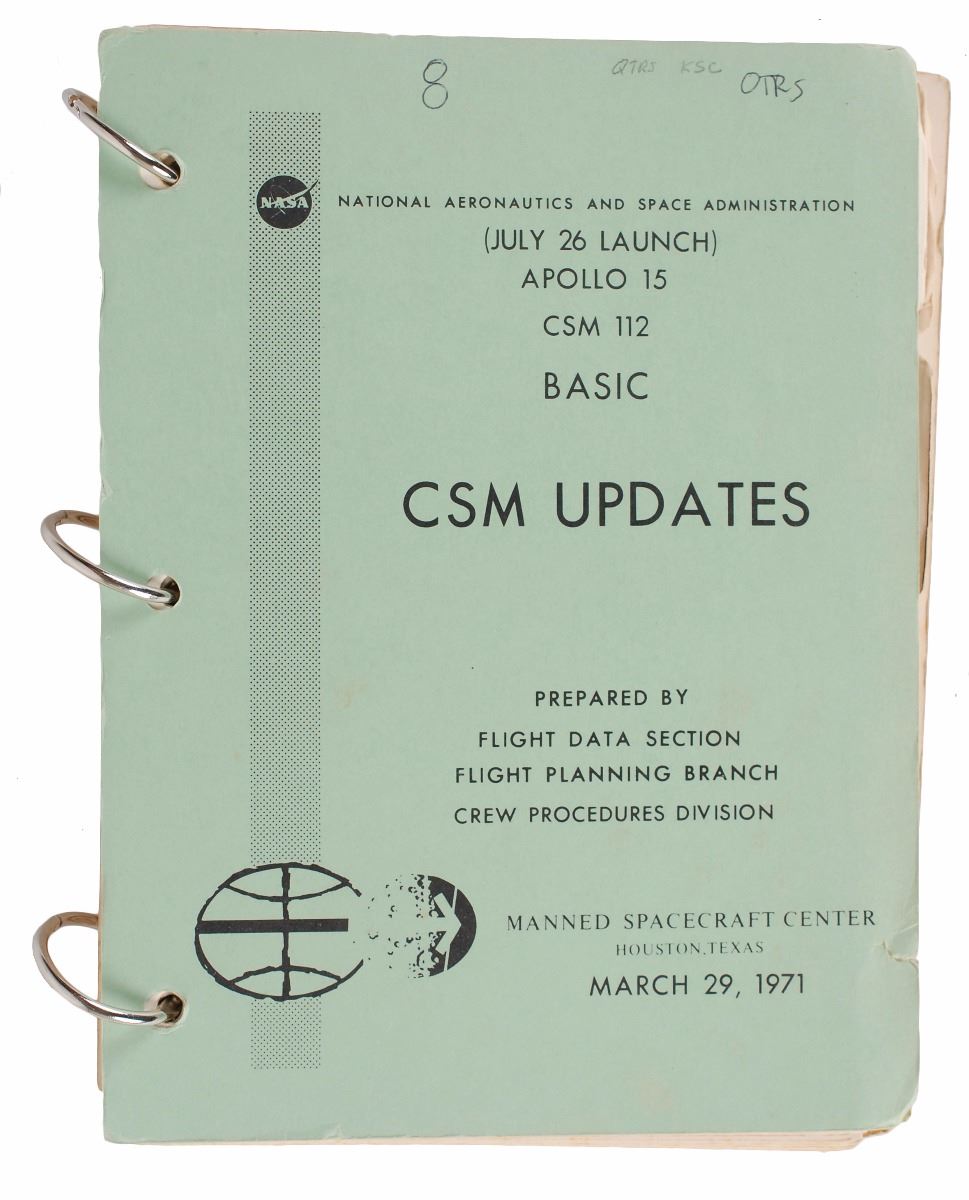 8
QTRS KSC QTRS
NASA
NATIONAL AERONAUTICS AND SPACE ADMINISTRATION
(JULY 26 LAUNCH)
APOLLO 15
CSM 112
BASIC
CSM UPDATES
PREPARED BY
FLIGHT DATA SECTION
FLIGHT PLANNING BRANCH
CREW PROCEDURES DIVISION
MANNED SPACECRAFT CENTER
HOUSTON, TEXAS
MARCH 29, 1971